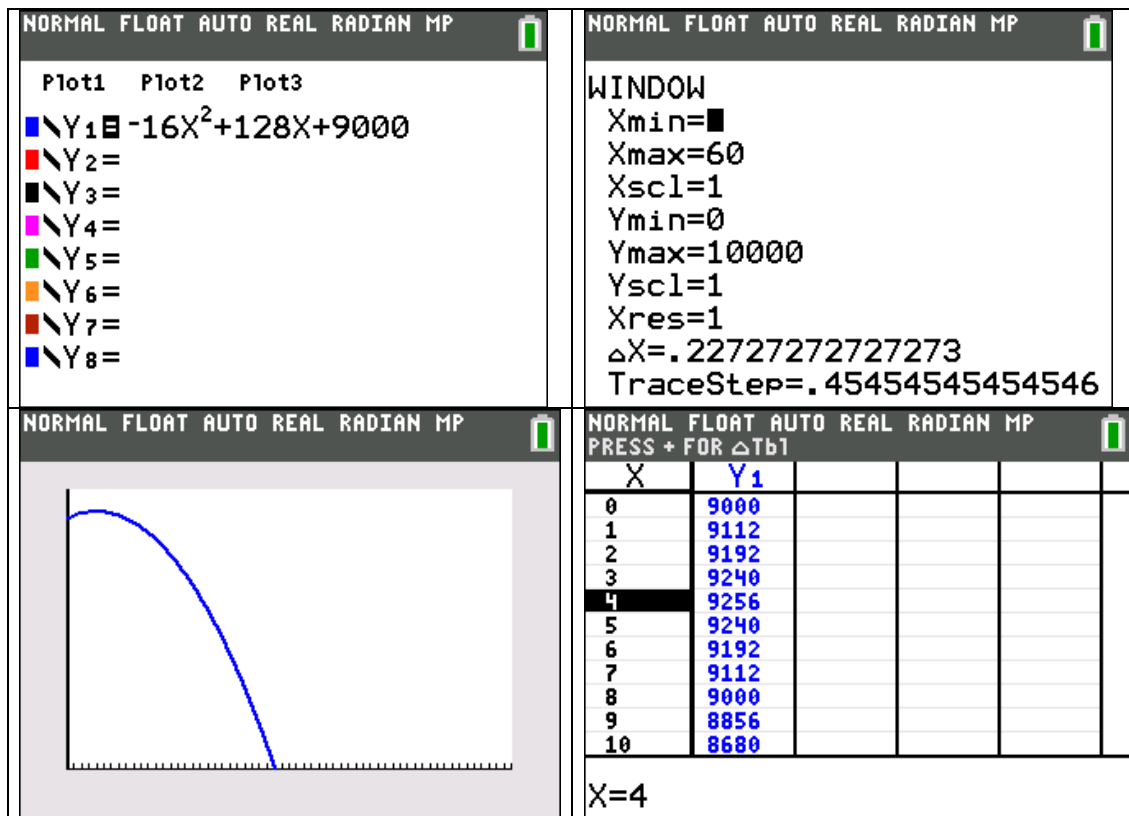 NORMAL FLOAT AUTO REAL RADIAN MP
Plot1 Plot2 Plot3
\Y1=-16X²+128X+9000
\Y2=
\Y3=
\Y4=
\Y5=
\Y6=
\Y7=
\Y8=
NORMAL FLOAT AUTO REAL RADIAN MP
WINDOW
Xmin=
Xmax=60
Xscl=1
Ymin=0
Ymax=10000
Yscl=1
Xres=1
△X=.22727272727273
TraceStep=.45454545454546
NORMAL FLOAT AUTO REAL RADIAN MP
NORMAL FLOAT AUTO REAL RADIAN MP
PRESS + FOR △Tbl
X Y1
0 9000
1 9112
2 9192
3 9240
4 9256
5 9240
6 9192
7 9112
8 9000
9 8856
10 8680
X=4